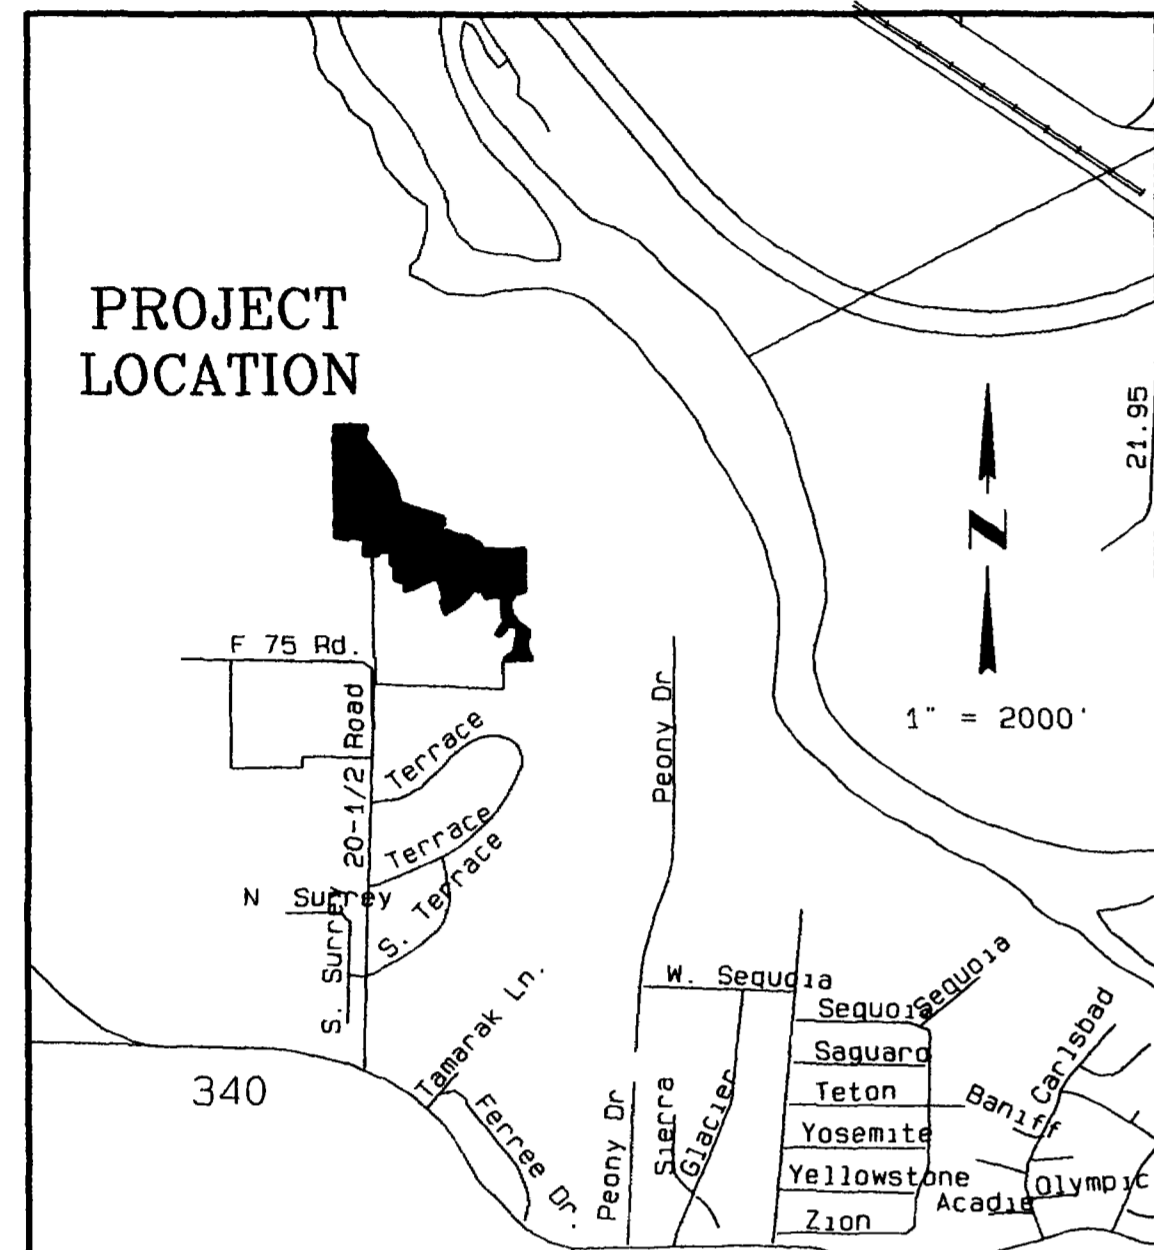 PROJECT
LOCATION
21.95
N
1" = 2000'
F 75 Rd.
20-1/2 Road
Terrace
Terrace
S. Terrace
Peony Dr
N Surrey
S. Surrey
W. Sequoia
Sequoia
Sequoia
Tamarak Ln.
Saguaro
Carlsbad
340
Teton
Baniff
Ferree Dr.
Peony Dr
Sierra
Glacier
Yosemite
Yellowstone
Acadie
Olympic
Zion